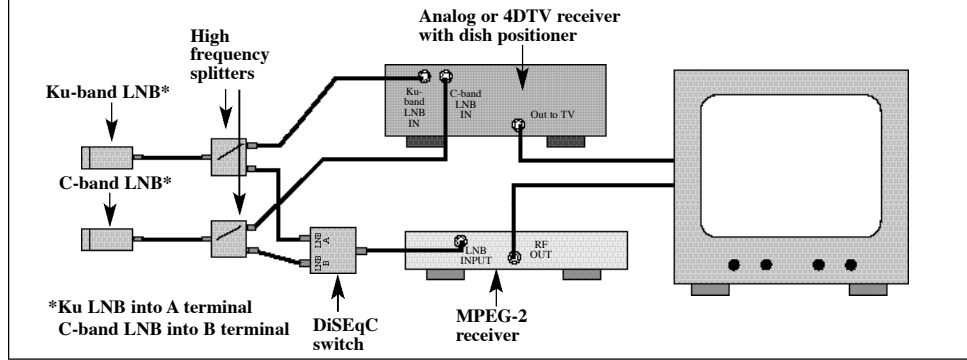 Analog or 4DTV receiver
with dish positioner
High
frequency
splitters
Ku-band LNB*
Ku-
band
LNB
IN
C-band
LNB
IN
Out to TV
C-band LNB*
LNB
A
LNB
B
LNB
INPUT
RF
OUT
*Ku LNB into A terminal
C-band LNB into B terminal
DiSEqC
switch
MPEG-2
receiver